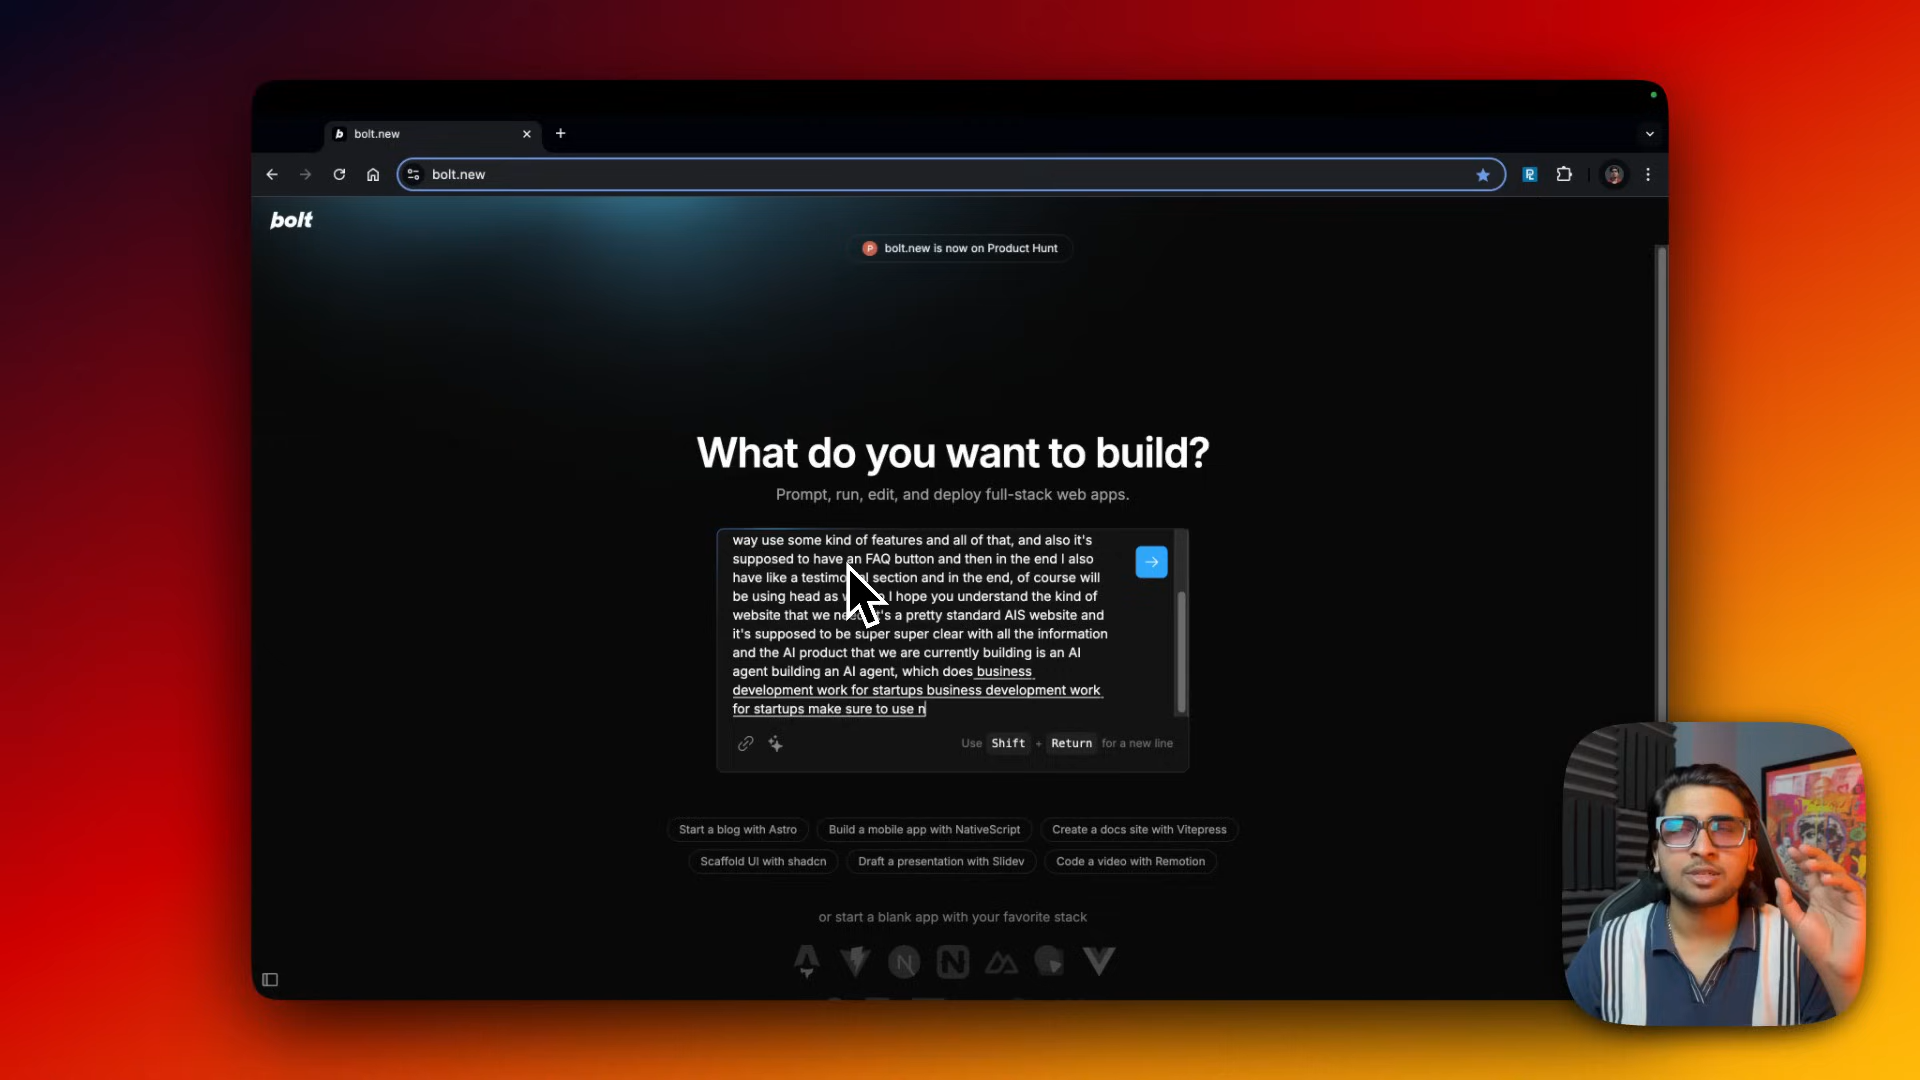 bolt.new
bolt.new
bolt
bolt.new is now on Product Hunt
What do you want to build?
Prompt, run, edit, and deploy full-stack web apps.
way use some kind of features and all of that, and also it's
supposed to have an FAQ button and then in the end I also
have like a section and in the end, of course will
be using head as I hope you understand the kind of
website that we a pretty standard AIS website and
it's supposed to be super super clear with all the information
and the AI product that we are currently building is an AI
agent building an AI agent, which does business
development work for startups business development work
for startups make sure to use n
Use Shift + Return for a new line
Start a blog with Astro
Build a mobile app with NativeScript
Create a docs site with Vitepress
Scaffold UI with shadcn
Draft a presentation with Slidev
Code a video with Remotion
or start a blank app with your favorite stack